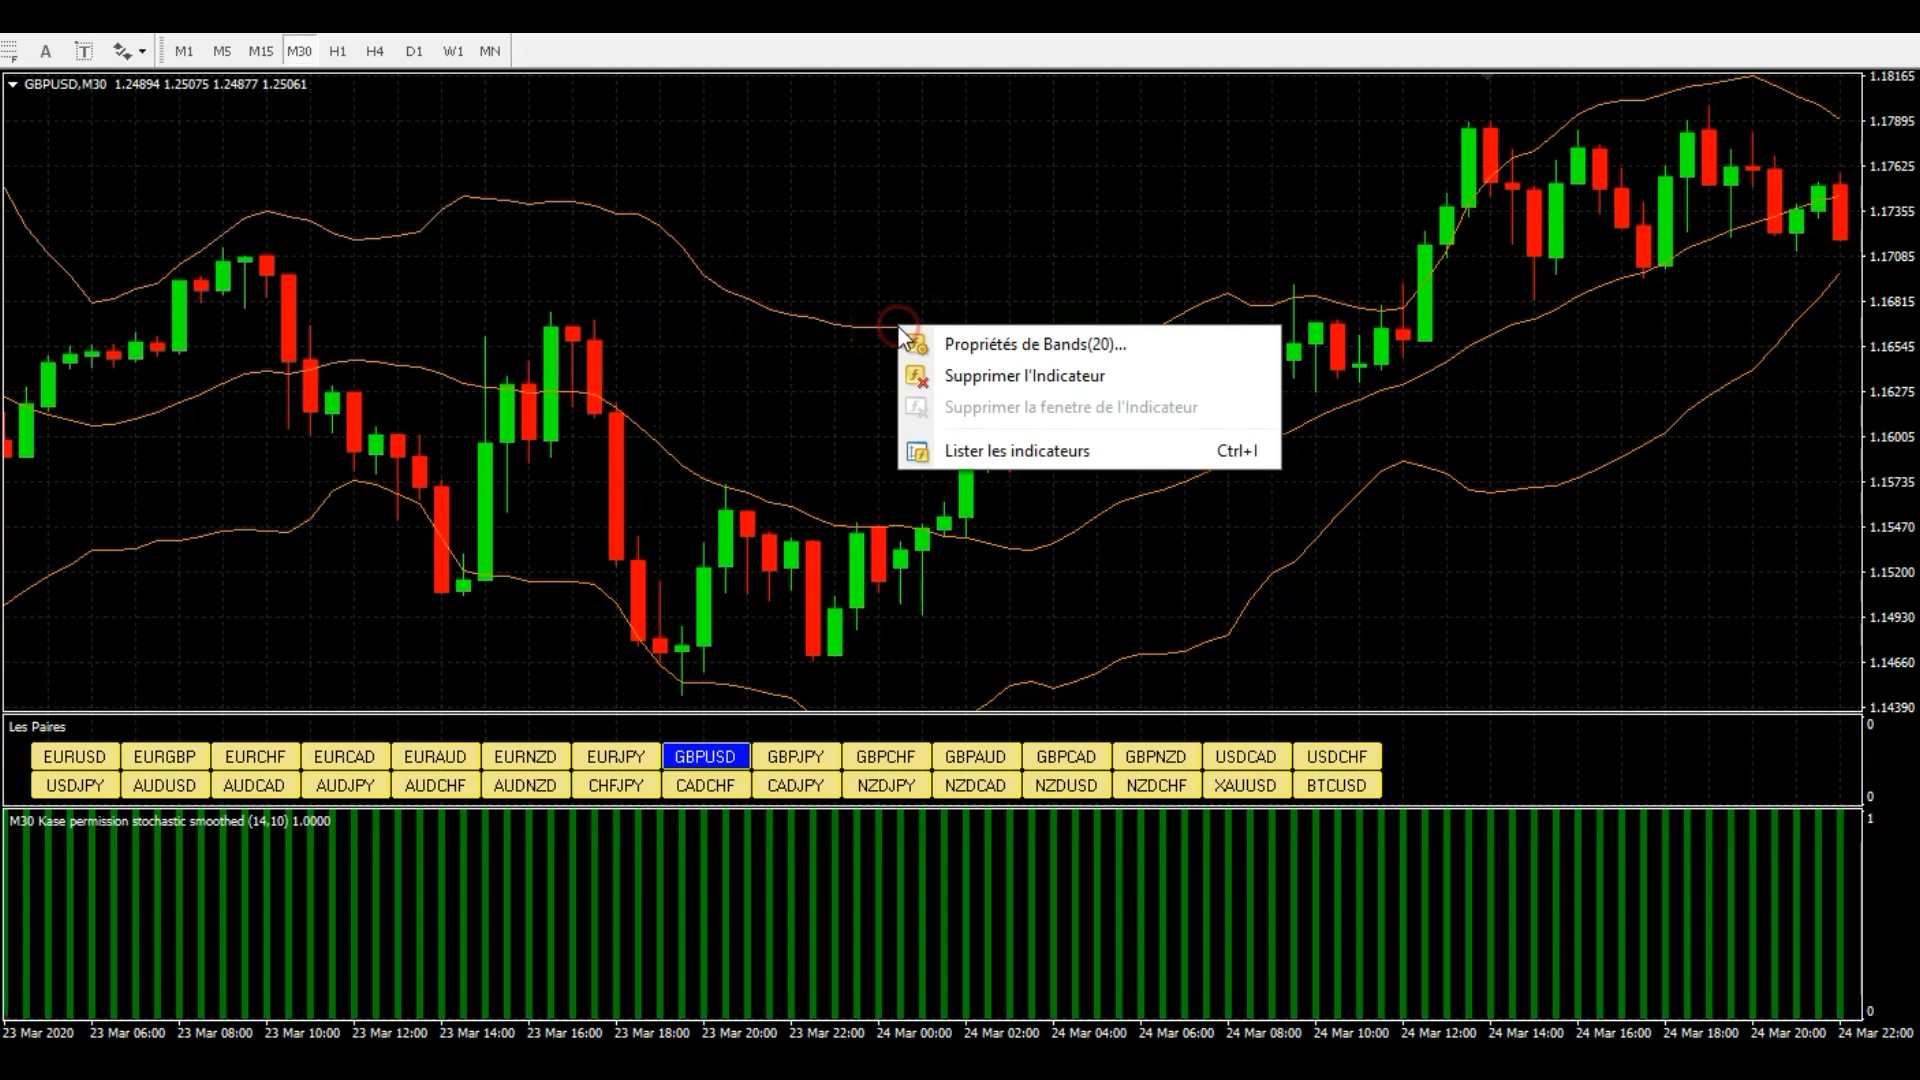 A T M1 M5 M15 M30 H1 H4 D1 W1 MN
GBPUSD,M30 1.24894 1.25075 1.24877 1.25061
1.18165
1.17895
1.17625
1.17355
1.17085
1.16815
1.16545
1.16275
1.16005
1.15735
1.15470
1.15200
1.14930
1.14660
1.14390
Propriétés de Bands(20)...
Supprimer l'Indicateur
Supprimer la fenetre de l'Indicateur
Lister les indicateurs Ctrl+I
Les Paires
0
EURUSD EURGBP EURCHF EURCAD EURAUD EURNZD EURJPY GBPUSD GBPJPY GBPCHF GBPAUD GBPCAD GBPNZD USDCAD USDCHF
USDJPY AUDUSD AUDCAD AUDJPY AUDCHF AUDNZD CHFJPY CADCHF CADJPY NZDJPY NZDCAD NZDUSD NZDCHF XAUUSD BTCUSD
0
M30 Kase permission stochastic smoothed (14,10) 1.0000
1
0
23 Mar 2020 23 Mar 06:00 23 Mar 08:00 23 Mar 10:00 23 Mar 12:00 23 Mar 14:00 23 Mar 16:00 23 Mar 18:00 23 Mar 20:00 23 Mar 22:00 24 Mar 00:00 24 Mar 02:00 24 Mar 04:00 24 Mar 06:00 24 Mar 08:00 24 Mar 10:00 24 Mar 12:00 24 Mar 14:00 24 Mar 16:00 24 Mar 18:00 24 Mar 20:00 24 Mar 22:00